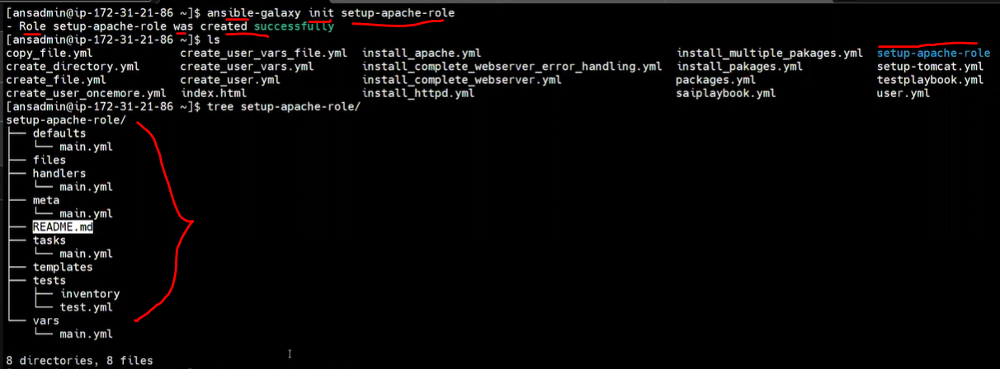 [ansadmin@ip-172-31-21-86 ~]$ ansible-galaxy init setup-apache-role
- Role setup-apache-role was created successfully
[ansadmin@ip-172-31-21-86 ~]$ ls
copy_file.yml create_user_vars_file.yml install_apache.yml install_multiple_pakages.yml setup-apache-role
create_directory.yml create_user_vars.yml install_complete_webserver_error_handling.yml install_pakages.yml setup-tomcat.yml
create_file.yml create_user.yml install_complete_webserver.yml packages.yml testplaybook.yml
create_user_oncemore.yml index.html install_httpd.yml saiplaybook.yml user.yml
[ansadmin@ip-172-31-21-86 ~]$ tree setup-apache-role/
setup-apache-role/
├── defaults
│   └── main.yml
├── files
├── handlers
│   └── main.yml
├── meta
│   └── main.yml
├── README.md
├── tasks
│   └── main.yml
├── templates
├── tests
│   ├── inventory
│   └── test.yml
└── vars
    └── main.yml
8 directories, 8 files